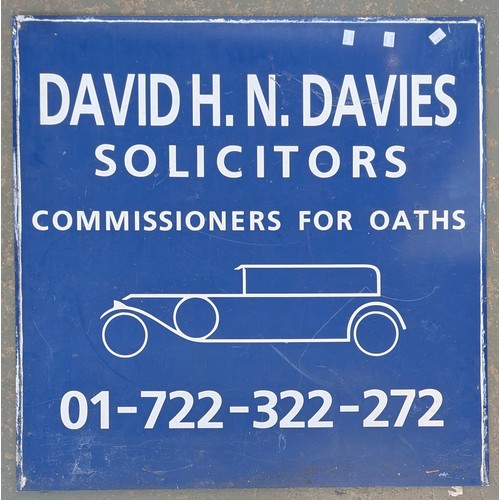 DAVID H. N. DAVIES
SOLICITORS
COMMISSIONERS FOR OATHS
01-722-322-272